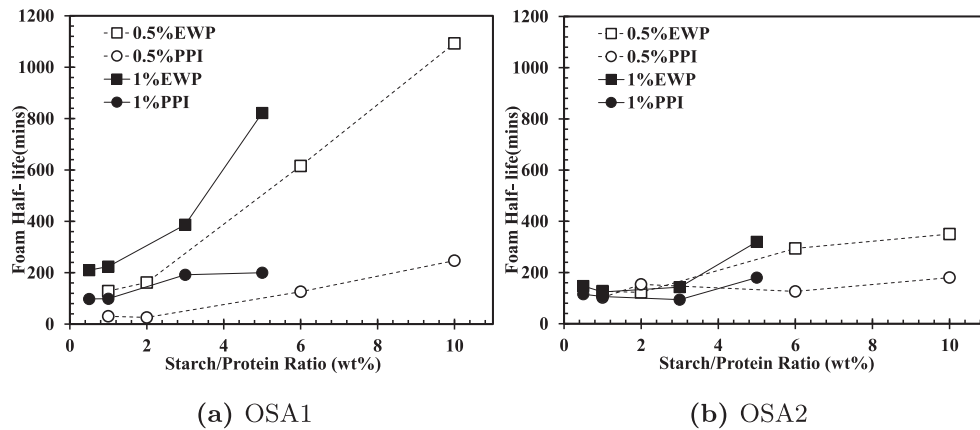 1200
1000
800
600
400
200
0
Foam Half- life(mins)
0.5%EWP
0.5%PPI
1%EWP
1%PPI
0 2 4 6 8 10
Starch/Protein Ratio (wt%)
(a) OSA1
1200
1000
800
600
400
200
0
Foam Half- life(mins)
0.5%EWP
0.5%PPI
1%EWP
1%PPI
0 2 4 6 8 10
Starch/Protein Ratio (wt%)
(b) OSA2